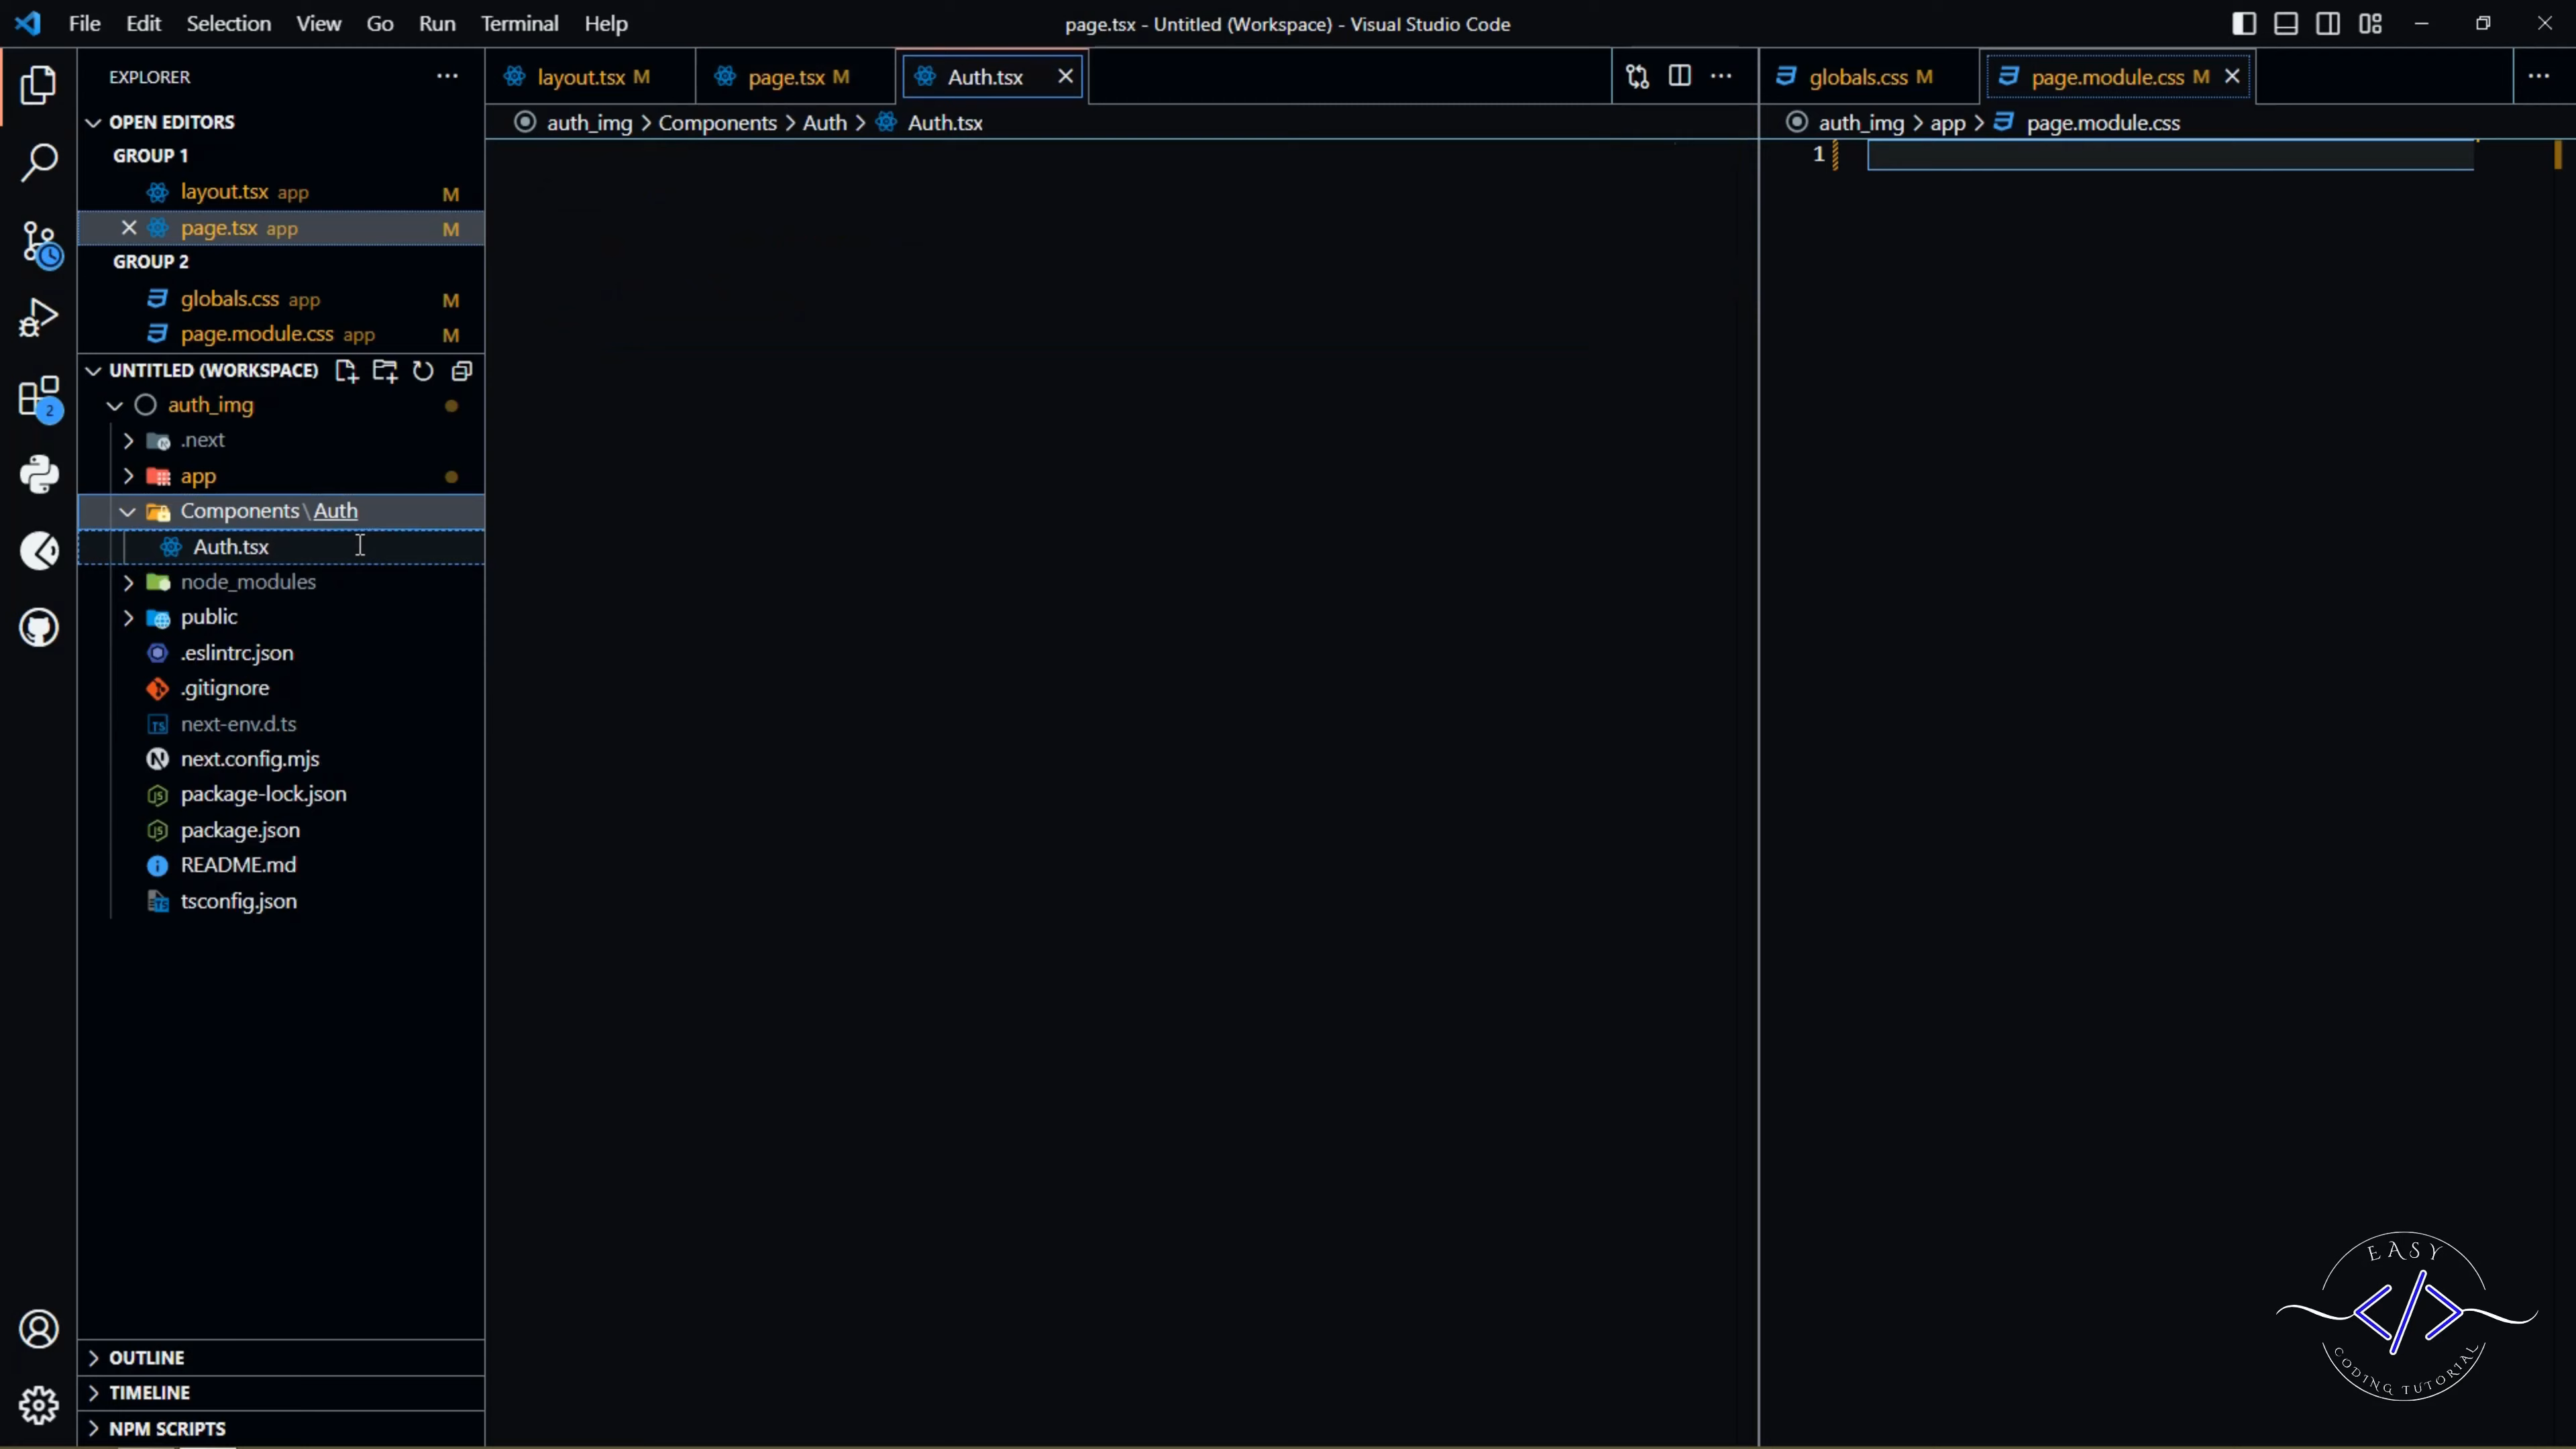 File Edit Selection View Go Run Terminal Help
page.tsx - Untitled (Workspace) - Visual Studio Code
EXPLORER
OPEN EDITORS
GROUP 1
layout.tsx app M
page.tsx app M
GROUP 2
globals.css app M
page.module.css app M
UNTITLED (WORKSPACE)
auth_img
.next
app
Components\Auth
Auth.tsx
node_modules
public
.eslintrc.json
.gitignore
next-env.d.ts
next.config.mjs
package-lock.json
package.json
README.md
tsconfig.json
OUTLINE
TIMELINE
NPM SCRIPTS
2
layout.tsx M page.tsx M Auth.tsx
auth_img > Components > Auth > Auth.tsx
globals.css M page.module.css M
auth_img > app > page.module.css
1
EASY
</>
CODING TUTORIAL